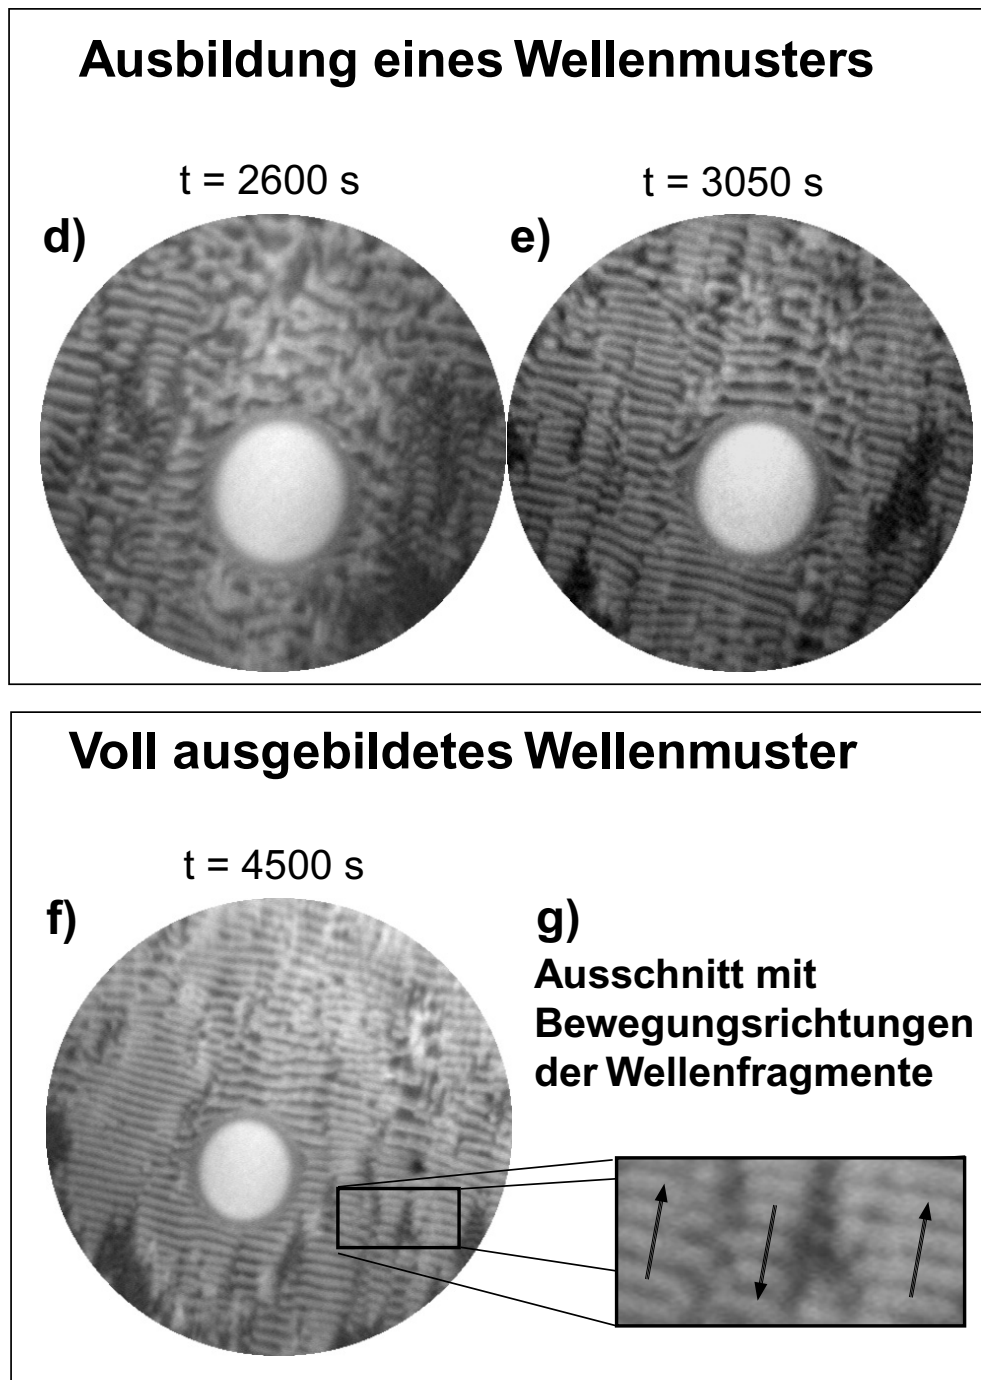 Ausbildung eines Wellenmusters
t = 2600 s
t = 3050 s
d)
e)
Voll ausgebildetes Wellenmuster
t = 4500 s
f)
g)
Ausschnitt mit
Bewegungsrichtungen
der Wellenfragmente